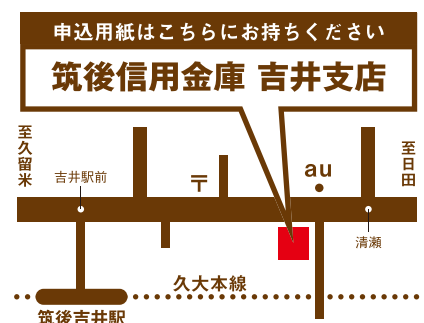 申込用紙はこちらにお持ちください
筑後信用金庫 吉井支店
至久留米
吉井駅前
〒
au
至日田
清瀬
久大本線
筑後吉井駅